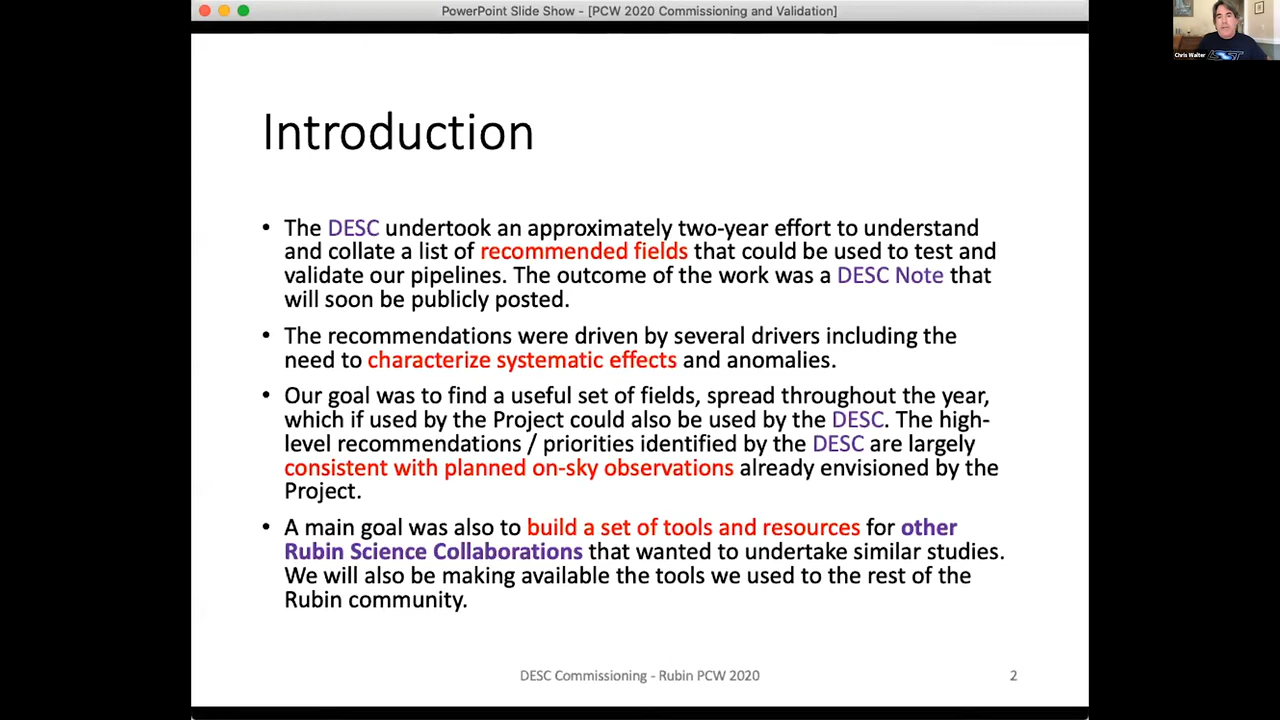 PowerPoint Slide Show - [PCW 2020 Commissioning and Validation]
Chris Walter
LSST
Introduction
• The DESC undertook an approximately two-year effort to understand
and collate a list of recommended fields that could be used to test and
validate our pipelines. The outcome of the work was a DESC Note that
will soon be publicly posted.
• The recommendations were driven by several drivers including the
need to characterize systematic effects and anomalies.
• Our goal was to find a useful set of fields, spread throughout the year,
which if used by the Project could also be used by the DESC. The high-
level recommendations / priorities identified by the DESC are largely
consistent with planned on-sky observations already envisioned by the
Project.
• A main goal was also to build a set of tools and resources for other
Rubin Science Collaborations that wanted to undertake similar studies.
We will also be making available the tools we used to the rest of the
Rubin community.
DESC Commissioning - Rubin PCW 2020
2